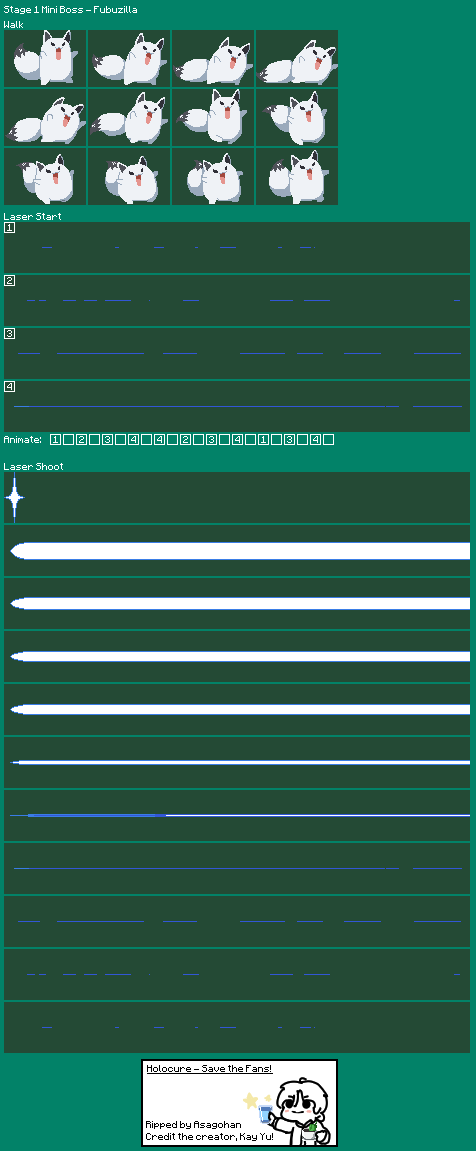 Stage 1 Mini Boss - Fubuzilla
Walk
Laser Start
1
2
3
4
Animate: 1 2 3 4 4 2 3 4 1 3 4
Laser Shoot
Holocure - Save the Fans!
Ripped by Asagohan
Credit the creator, Kay Yu!